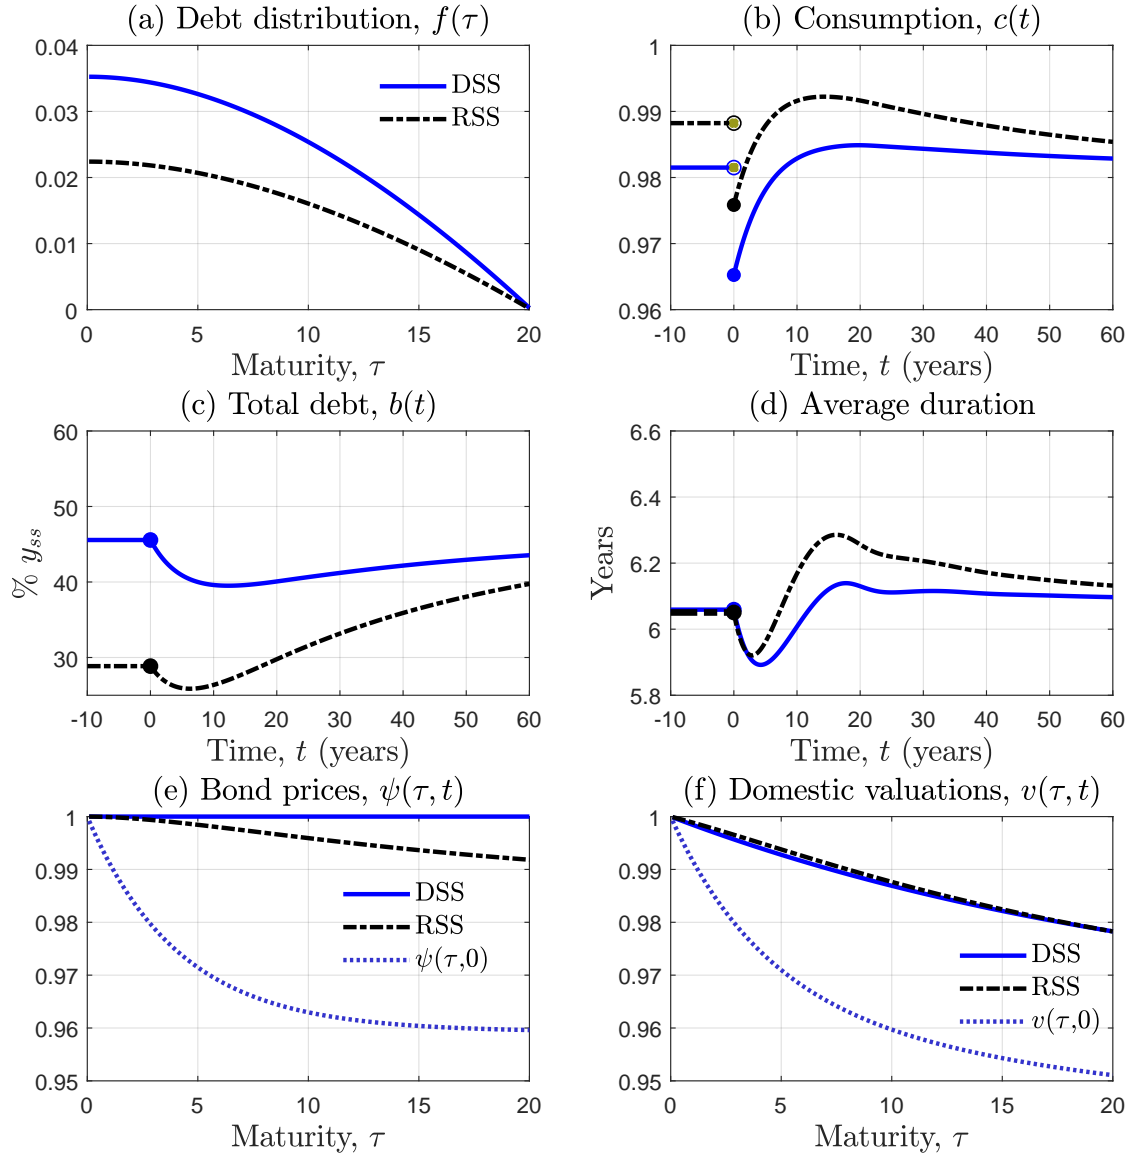 (a) Debt distribution, f(τ)
0.04
0.03
0.02
0.01
0
DSS
RSS
0 5 10 15 20
Maturity, τ
(b) Consumption, c(t)
1
0.99
0.98
0.97
0.96
-10 0 10 20 30 40 50 60
Time, t (years)
(c) Total debt, b(t)
% y_ss
60
50
40
30
-10 0 10 20 30 40 50 60
Time, t (years)
(d) Average duration
Years
6.6
6.4
6.2
6
5.8
-10 0 10 20 30 40 50 60
Time, t (years)
(e) Bond prices, ψ(τ, t)
1
0.99
0.98
0.97
0.96
0.95
DSS
RSS
ψ(τ,0)
0 5 10 15 20
Maturity, τ
(f) Domestic valuations, v(τ, t)
1
0.99
0.98
0.97
0.96
0.95
DSS
RSS
v(τ,0)
0 5 10 15 20
Maturity, τ